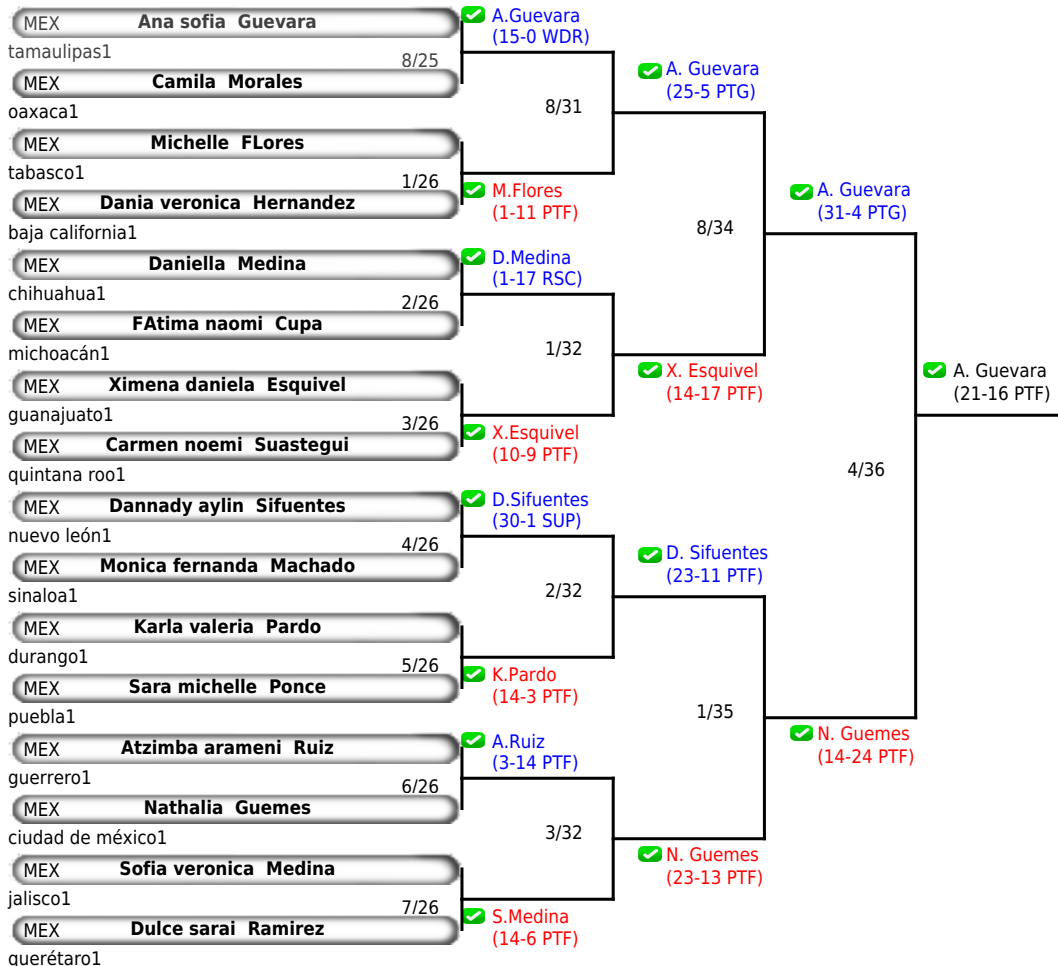 MEX Ana sofia Guevara
tamaulipas1
8/25
MEX Camila Morales
oaxaca1
MEX Michelle FLores
tabasco1
1/26
MEX Dania veronica Hernandez
baja california1
MEX Daniella Medina
chihuahua1
2/26
MEX FAtima naomi Cupa
michoacán1
MEX Ximena daniela Esquivel
guanajuato1
3/26
MEX Carmen noemi Suastegui
quintana roo1
MEX Dannady aylin Sifuentes
nuevo león1
4/26
MEX Monica fernanda Machado
sinaloa1
MEX Karla valeria Pardo
durango1
5/26
MEX Sara michelle Ponce
puebla1
MEX Atzimba arameni Ruiz
guerrero1
6/26
MEX Nathalia Guemes
ciudad de méxico1
MEX Sofia veronica Medina
jalisco1
7/26
MEX Dulce sarai Ramirez
querétaro1
A.Guevara
(15-0 WDR)
8/31
M.Flores
(1-11 PTF)
D.Medina
(1-17 RSC)
1/32
X.Esquivel
(10-9 PTF)
D.Sifuentes
(30-1 SUP)
2/32
K.Pardo
(14-3 PTF)
A.Ruiz
(3-14 PTF)
3/32
S.Medina
(14-6 PTF)
A. Guevara
(25-5 PTG)
8/34
X. Esquivel
(14-17 PTF)
D. Sifuentes
(23-11 PTF)
1/35
N. Guemes
(23-13 PTF)
A. Guevara
(31-4 PTG)
4/36
N. Guemes
(14-24 PTF)
A. Guevara
(21-16 PTF)